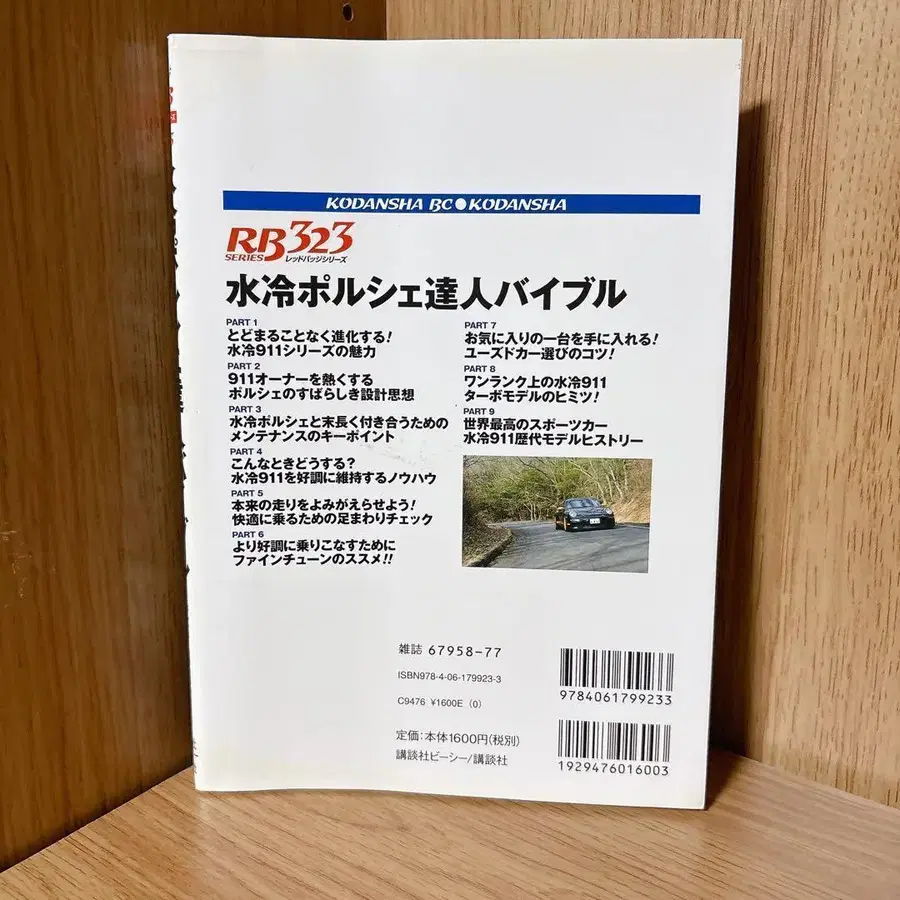 KODANSHA BC●KODANSHA
RB323
SERIES レッドバッジシリーズ
水冷ポルシェ達人バイブル
PART 1
とどまることなく進化する!
水冷911シリーズの魅力
PART 2
911オーナーを熱くする
ポルシェのすばらしき設計思想
PART 3
水冷ポルシェと末長く付き合うための
メンテナンスのキーポイント
PART 4
こんなときどうする?
水冷911を好調に維持するノウハウ
PART 5
本来の走りをよみがえらせよう!
快適に乗るための足まわりチェック
PART 6
より好調に乗りこなすために
ファインチューンのススメ!!
PART 7
お気に入りの一台を手に入れる!
ユーズドカー選びのコツ!
PART 8
ワンランク上の水冷911
ターボモデルのヒミツ!
PART 9
世界最高のスポーツカー
水冷911歴代モデルヒストリー
雑誌 67958-77
ISBN978-4-06-179923-3
C9476 ¥1600E (0)
定価:本体1600円(税別)
講談社ビーシー/講談社
9784061799233
1929476016003